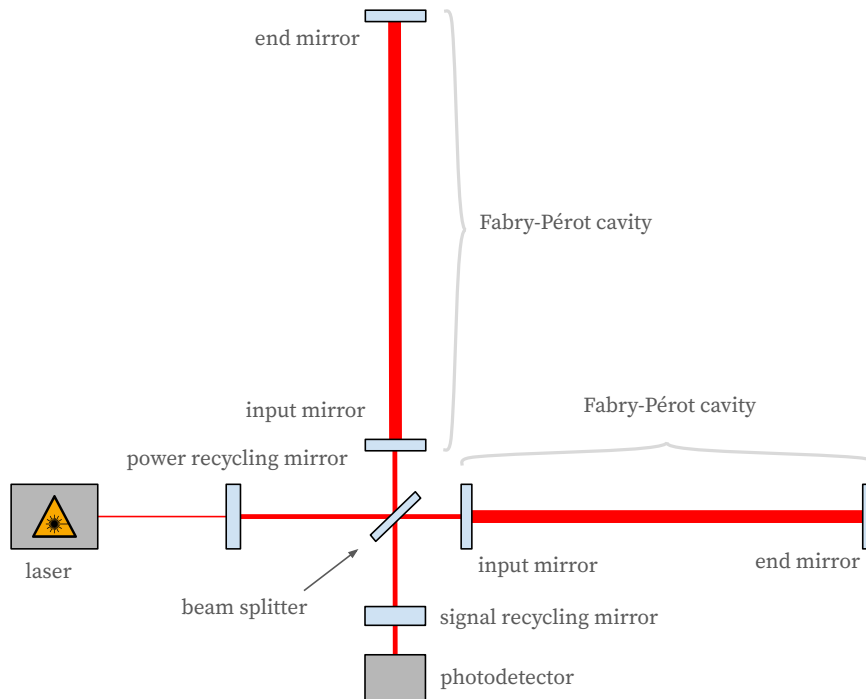 end mirror
Fabry-Pérot cavity
input mirror
Fabry-Pérot cavity
power recycling mirror
laser
input mirror
end mirror
beam splitter
signal recycling mirror
photodetector